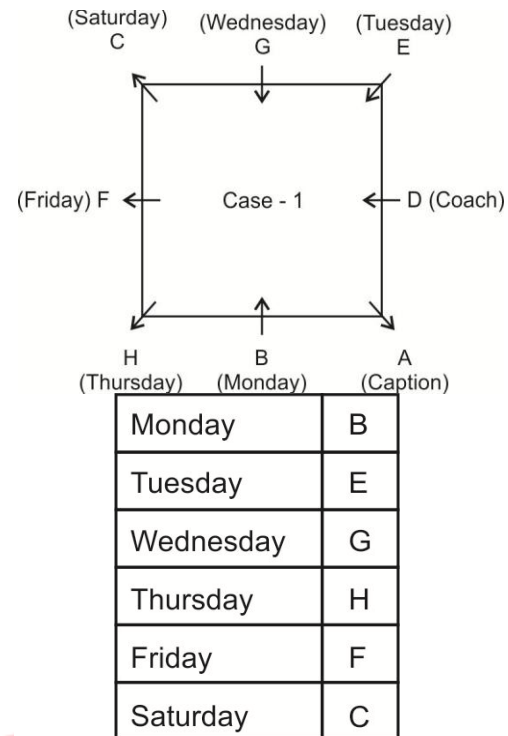 (Saturday) (Wednesday) (Tuesday)
C G E
(Friday) F Case - 1 D (Coach)
H B A
(Thursday) (Monday) (Caption)
Monday B
Tuesday E
Wednesday G
Thursday H
Friday F
Saturday C